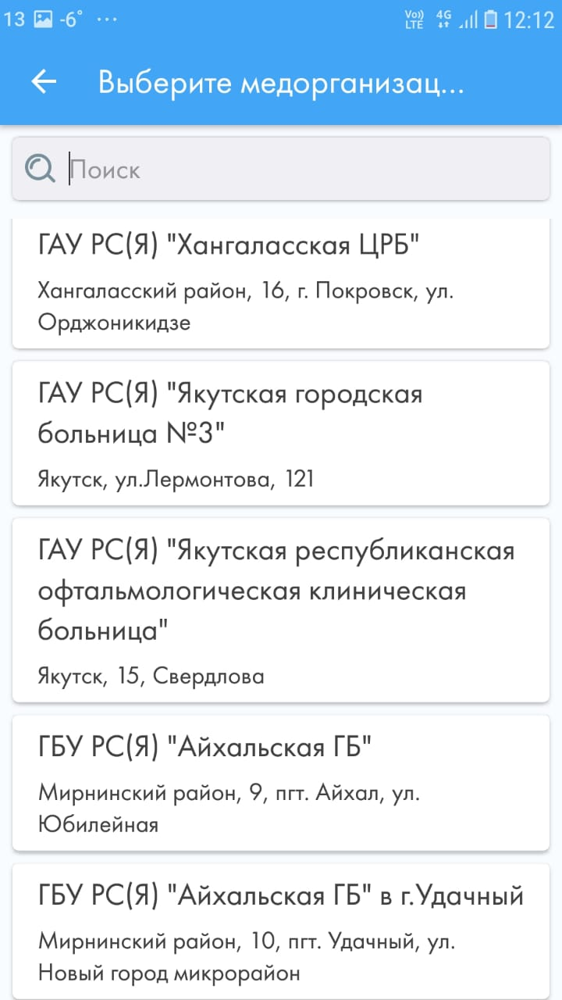 13 -6° ... Vo)) LTE 4G 12:12
Выберите медорганизац...
Поиск
ГАУ РС(Я) "Хангаласская ЦРБ"
Хангаласский район, 16, г. Покровск, ул.
Орджоникидзе
ГАУ РС(Я) "Якутская городская
больница №3"
Якутск, ул.Лермонтова, 121
ГАУ РС(Я) "Якутская республиканская
офтальмологическая клиническая
больница"
Якутск, 15, Свердлова
ГБУ РС(Я) "Айхальская ГБ"
Мирнинский район, 9, пгт. Айхал, ул.
Юбилейная
ГБУ РС(Я) "Айхальская ГБ" в г.Удачный
Мирнинский район, 10, пгт. Удачный, ул.
Новый город микрорайон